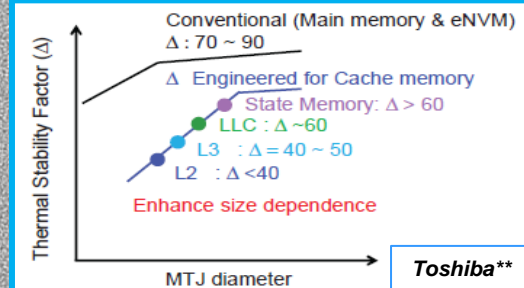 Conventional (Main memory & eNVM)
Δ : 70 ~ 90
Δ Engineered for Cache memory
State Memory: Δ > 60
LLC : Δ ~60
L3 : Δ = 40 ~ 50
L2 : Δ <40
Enhance size dependence
Thermal Stability Factor (Δ)
MTJ diameter
Toshiba**